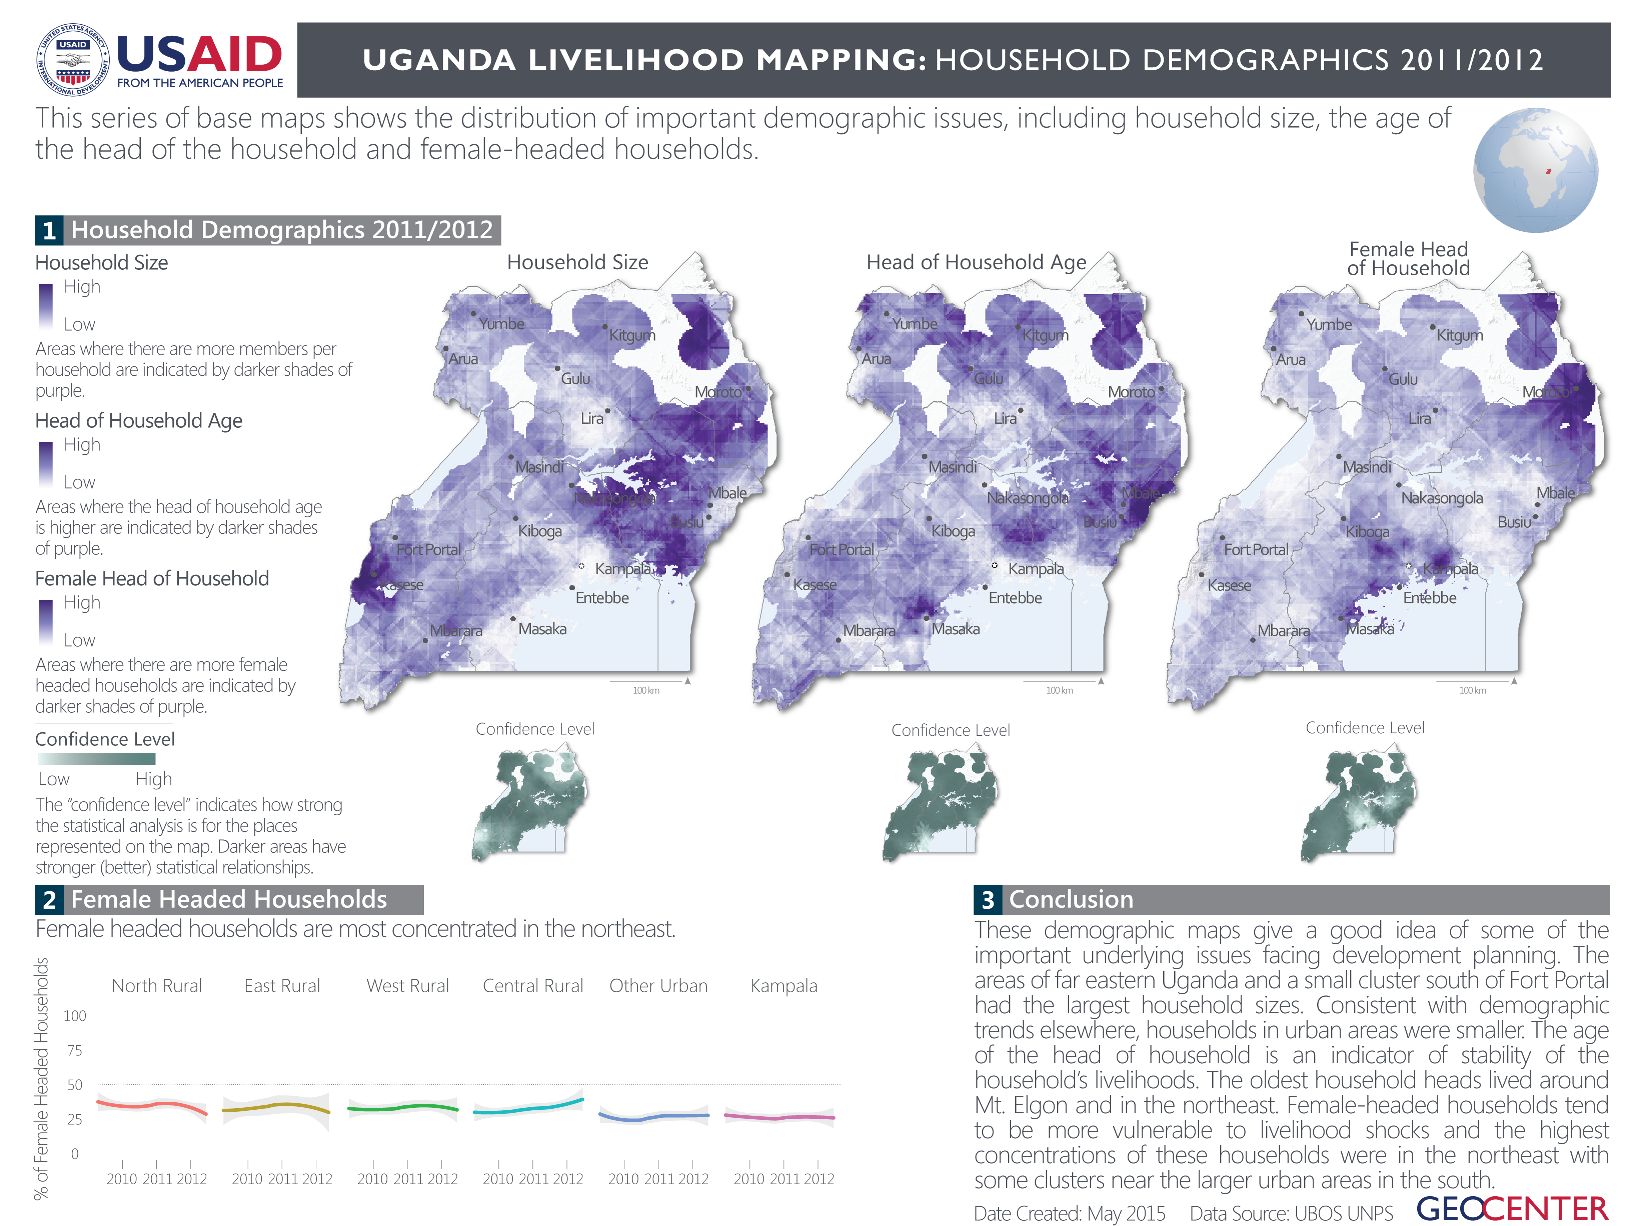 UNITED STATES AGENCY
USAID
INTERNATIONAL DEVELOPMENT
USAID
FROM THE AMERICAN PEOPLE
UGANDA LIVELIHOOD MAPPING: HOUSEHOLD DEMOGRAPHICS 2011/2012
This series of base maps shows the distribution of important demographic issues, including household size, the age of
the head of the household and female-headed households.
1 Household Demographics 2011/2012
Household Size
High
Low
Areas where there are more members per
household are indicated by darker shades of
purple.
Head of Household Age
High
Low
Areas where the head of household age
is higher are indicated by darker shades
of purple.
Female Head of Household
High
Low
Areas where there are more female
headed households are indicated by
darker shades of purple.
Confidence Level
Low High
The "confidence level" indicates how strong
the statistical analysis is for the places
represented on the map. Darker areas have
stronger (better) statistical relationships.
Household Size
Yumbe
Kitgum
Arua
Gulu
Moroto
Lira
Masindi
Nakasongola
Mbale
Busiu
Kiboga
Fort Portal
Kampala
Kasese
Entebbe
Mbarara
Masaka
100 km
Confidence Level
Head of Household Age
Yumbe
Kitgum
Arua
Gulu
Moroto
Lira
Masindi
Nakasongola
Mbale
Busiu
Kiboga
Fort Portal
Kampala
Kasese
Entebbe
Mbarara
Masaka
100 km
Confidence Level
Female Head
of Household
Yumbe
Kitgum
Arua
Gulu
Moroto
Lira
Masindi
Nakasongola
Mbale
Busiu
Kiboga
Fort Portal
Kampala
Kasese
Entebbe
Mbarara
Masaka
100 km
Confidence Level
2 Female Headed Households
Female headed households are most concentrated in the northeast.
% of Female Headed Households
North Rural East Rural West Rural Central Rural Other Urban Kampala
100
75
50
25
0
2010 2011 2012 2010 2011 2012 2010 2011 2012 2010 2011 2012 2010 2011 2012 2010 2011 2012
3 Conclusion
These demographic maps give a good idea of some of the
important underlying issues facing development planning. The
areas of far eastern Uganda and a small cluster south of Fort Portal
had the largest household sizes. Consistent with demographic
trends elsewhere, households in urban areas were smaller. The age
of the head of household is an indicator of stability of the
household's livelihoods. The oldest household heads lived around
Mt. Elgon and in the northeast. Female-headed households tend
to be more vulnerable to livelihood shocks and the highest
concentrations of these households were in the northeast with
some clusters near the larger urban areas in the south.
Date Created: May 2015 Data Source: UBOS UNPS GEOCENTER